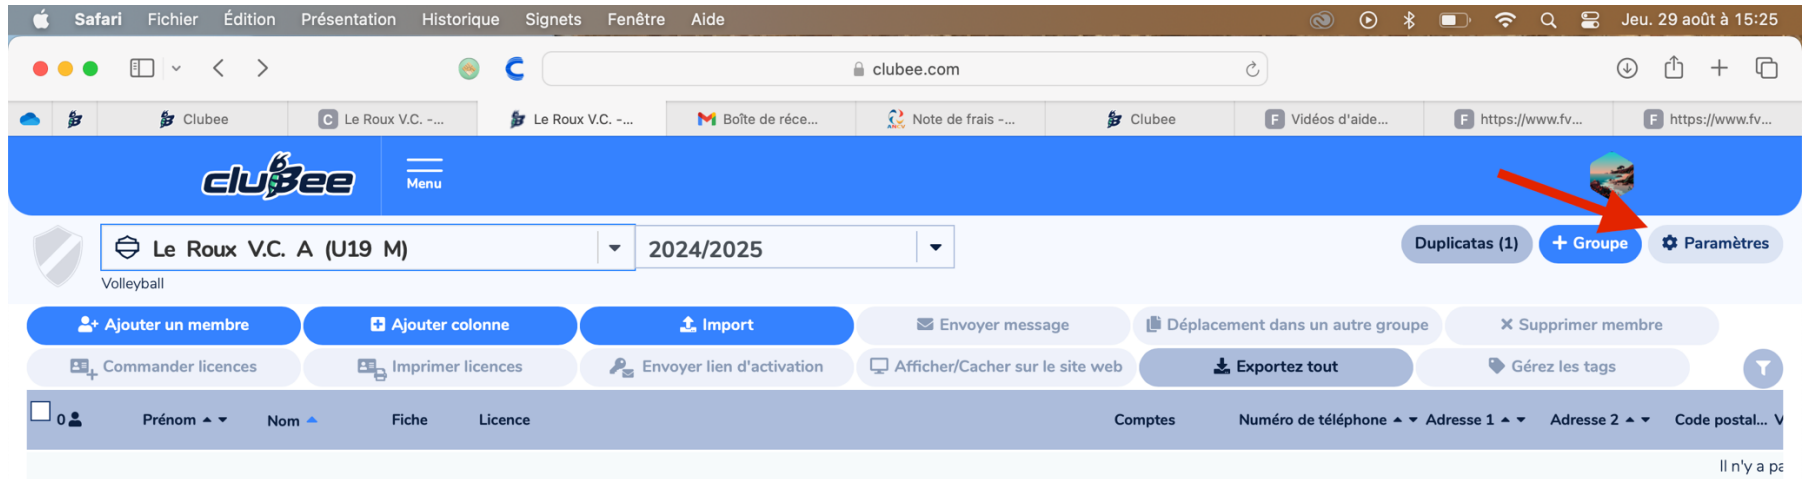 Safari Fichier Édition Présentation Historique Signets Fenêtre Aide Jeu. 29 août à 15:25
clubee.com
Clubee C Le Roux V.C. -... Le Roux V.C. -... Boîte de réce... Note de frais -... Clubee F Vidéos d'aide... F https://www.fv... F https://www.fv...
cluBee Menu
Le Roux V.C. A (U19 M) 2024/2025 Duplicatas (1) + Groupe Paramètres
Volleyball
Ajouter un membre Ajouter colonne Import Envoyer message Déplacement dans un autre groupe Supprimer membre
Commander licences Imprimer licences Envoyer lien d'activation Afficher/Cacher sur le site web Exportez tout Gérez les tags
0 Prénom Nom Fiche Licence Comptes Numéro de téléphone Adresse 1 Adresse 2 Code postal... V
Il n'y a pa